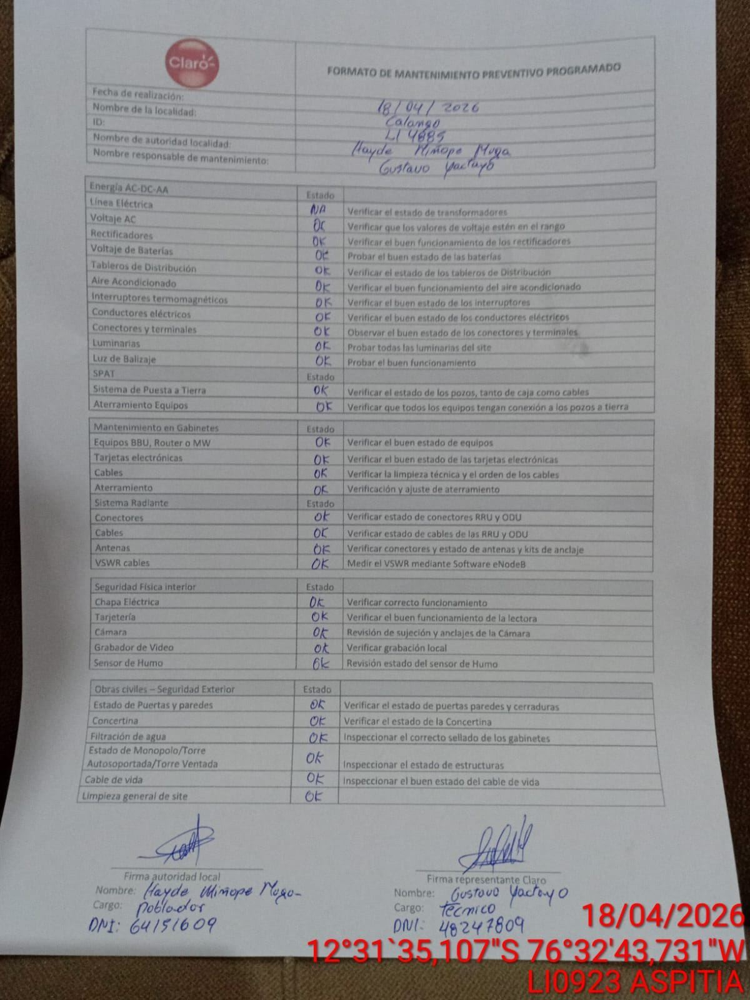 Claro
FORMATO DE MANTENIMIENTO PREVENTIVO PROGRAMADO
Fecha de realización: 18/04/2026
Nombre de la localidad: Calango
ID: LI 4885
Nombre de autoridad localidad: Hayde Miñope Muga
Nombre responsable de mantenimiento: Gustavo Yactayo
Energía AC-DC-AA Estado
Línea Eléctrica NA Verificar el estado de transformadores
Voltaje AC OK Verificar que los valores de voltaje estén en el rango
Rectificadores OK Verificar el buen funcionamiento de los rectificadores
Voltaje de Baterías OK Probar el buen estado de las baterías
Tableros de Distribución OK Verificar el estado de los tableros de Distribución
Aire Acondicionado OK Verificar el buen funcionamiento del aire acondicionado
Interruptores termomagnéticos OK Verificar el buen estado de los interruptores
Conductores eléctricos OK Verificar el buen estado de los conductores eléctricos
Conectores y terminales OK Observar el buen estado de los conectores y terminales
Luminarias OK Probar todas las luminarias del site
Luz de Balizaje OK Probar el buen funcionamiento
SPAT Estado
Sistema de Puesta a Tierra OK Verificar el estado de los pozos, tanto de caja como cables
Aterramiento Equipos OK Verificar que todos los equipos tengan conexión a los pozos a tierra
Mantenimiento en Gabinetes Estado
Equipos BBU, Router o MW OK Verificar el buen estado de equipos
Tarjetas electrónicas OK Verificar el buen estado de las tarjetas electrónicas
Cables OK Verificar la limpieza técnica y el orden de los cables
Aterramiento OK Verificación y ajuste de aterramiento
Sistema Radiante Estado
Conectores OK Verificar estado de conectores RRU y ODU
Cables OK Verificar estado de cables de las RRU y ODU
Antenas OK Verificar conectores y estado de antenas y kits de anclaje
VSWR cables OK Medir el VSWR mediante Software eNodeB
Seguridad Física interior Estado
Chapa Eléctrica OK Verificar correcto funcionamiento
Tarjetería OK Verificar el buen funcionamiento de la lectora
Cámara OK Revisión de sujeción y anclajes de la Cámara
Grabador de Video OK Verificar grabación local
Sensor de Humo OK Revisión estado del sensor de Humo
Obras civiles – Seguridad Exterior Estado
Estado de Puertas y paredes OK Verificar el estado de puertas paredes y cerraduras
Concertina OK Verificar el estado de la Concertina
Filtración de agua OK Inspeccionar el correcto sellado de los gabinetes
Estado de Monopolo/Torre
Autosoportada/Torre Ventada OK Inspeccionar el estado de estructuras
Cable de vida OK Inspeccionar el buen estado del cable de vida
Limpieza general de site OK
Firma autoridad local
Nombre: Hayde Miñope Muga
Cargo: Poblador
DNI: 64151609
Firma representante Claro
Nombre: Gustavo Yactayo
Cargo: Técnico
DNI: 48247809
18/04/2026
12°31`35,107"S 76°32'43,731"W
LI0923 ASPITIA